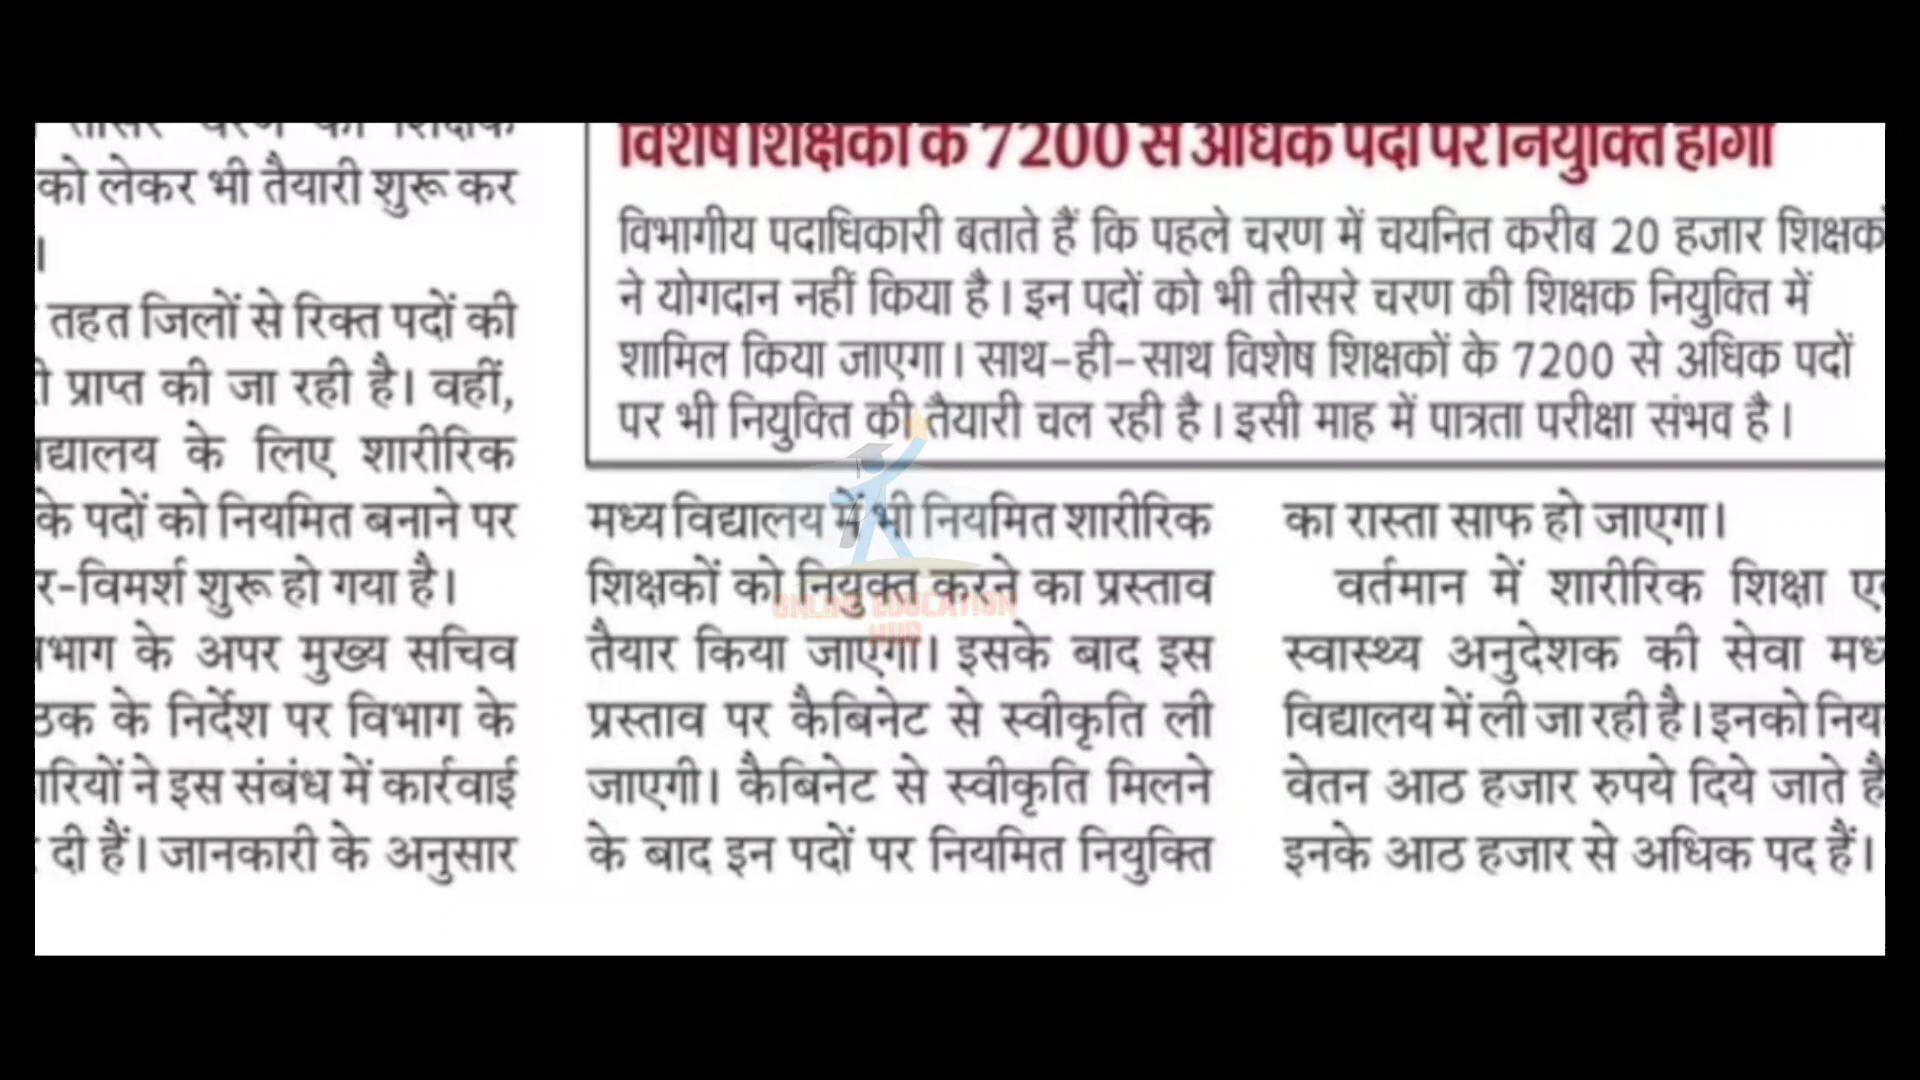 को लेकर भी तैयारी शुरू कर
।
तहत जिलों से रिक्त पदों की
प्राप्त की जा रही है। वहीं,
के लिए शारीरिक
के पदों को नियमित बनाने पर
शुरू हो गया है।
के अपर मुख्य सचिव
के निर्देश पर विभाग के
ने इस संबंध में कार्रवाई
दी हैं। जानकारी के अनुसार
विशेष शिक्षकों के 7200 से अधिक पदों पर नियुक्ति होगी
विभागीय पदाधिकारी बताते हैं कि पहले चरण में चयनित करीब 20 हजार शिक्षकों
ने योगदान नहीं किया है। इन पदों को भी तीसरे चरण की शिक्षक नियुक्ति में
शामिल किया जाएगा। साथ-ही-साथ विशेष शिक्षकों के 7200 से अधिक पदों
पर भी नियुक्ति की तैयारी चल रही है। इसी माह में पात्रता परीक्षा संभव है।
मध्य विद्यालय में भी नियमित शारीरिक
शिक्षकों को नियुक्त करने का प्रस्ताव
तैयार किया जाएगा। इसके बाद इस
प्रस्ताव पर कैबिनेट से स्वीकृति ली
जाएगी। कैबिनेट से स्वीकृति मिलने
के बाद इन पदों पर नियमित नियुक्ति
का रास्ता साफ हो जाएगा।
वर्तमान में शारीरिक शिक्षा
स्वास्थ्य अनुदेशक की सेवा
विद्यालय में ली जा रही है। इनको
वेतन आठ हजार रुपये दिये जाते
इनके आठ हजार से अधिक पद हैं।
ONLINE EDUCATION
HUB